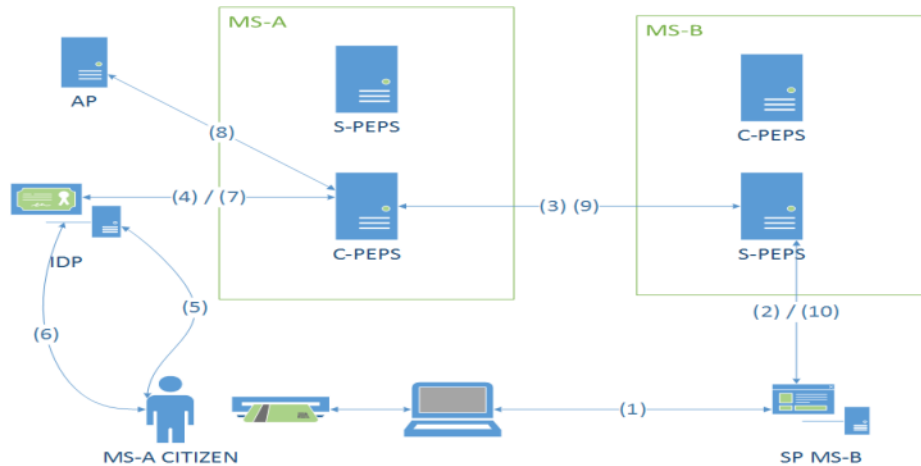 MS-A
MS-B
AP
S-PEPS
C-PEPS
(8)
(4) / (7)
(3) (9)
IDP
C-PEPS
S-PEPS
(5)
(6)
(2) / (10)
(1)
MS-A CITIZEN
SP MS-B